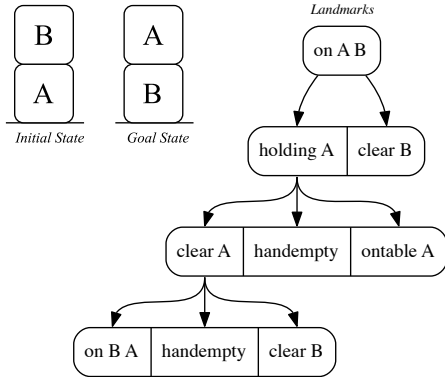 Landmarks
B
A
A
B
Initial State
Goal State
on A B
holding A
clear B
clear A
handempty
ontable A
on B A
handempty
clear B